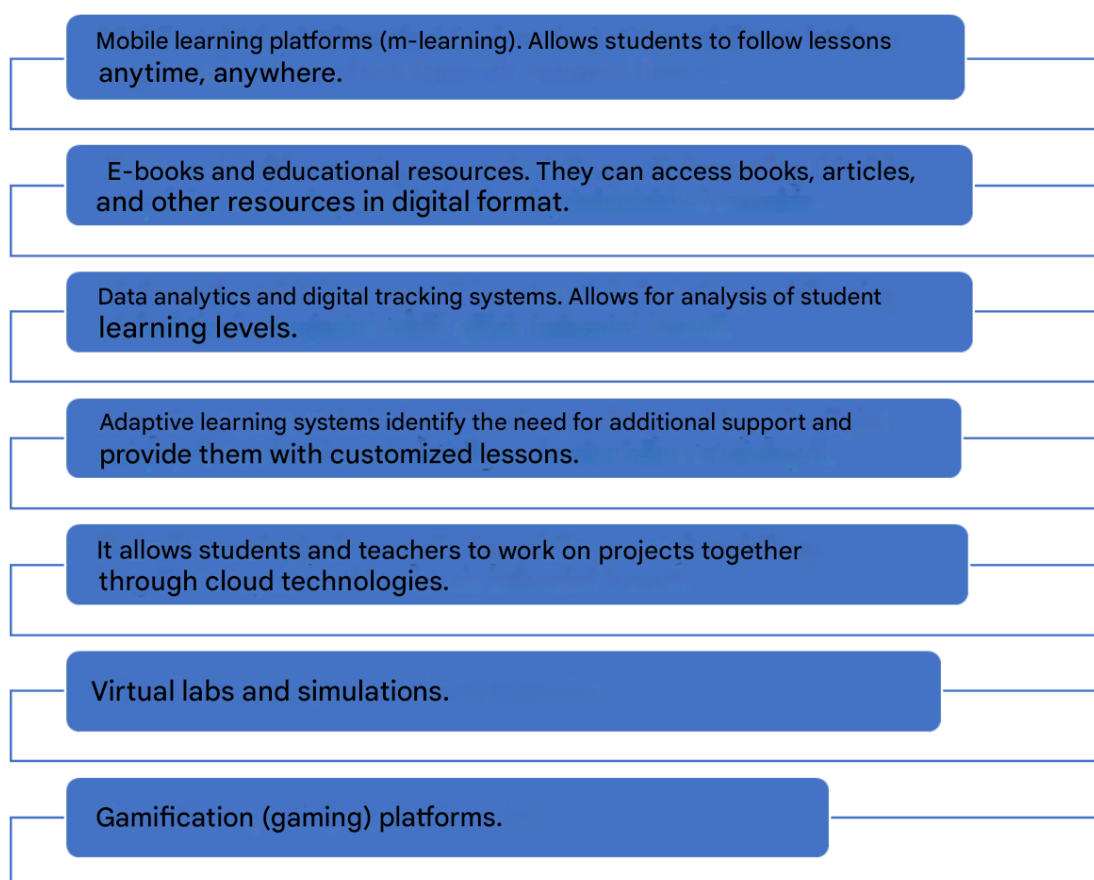 Mobile learning platforms (m-learning). Allows students to follow lessons
anytime, anywhere.
E-books and educational resources. They can access books, articles,
and other resources in digital format.
Data analytics and digital tracking systems. Allows for analysis of student
learning levels.
Adaptive learning systems identify the need for additional support and
provide them with customized lessons.
It allows students and teachers to work on projects together
through cloud technologies.
Virtual labs and simulations.
Gamification (gaming) platforms.